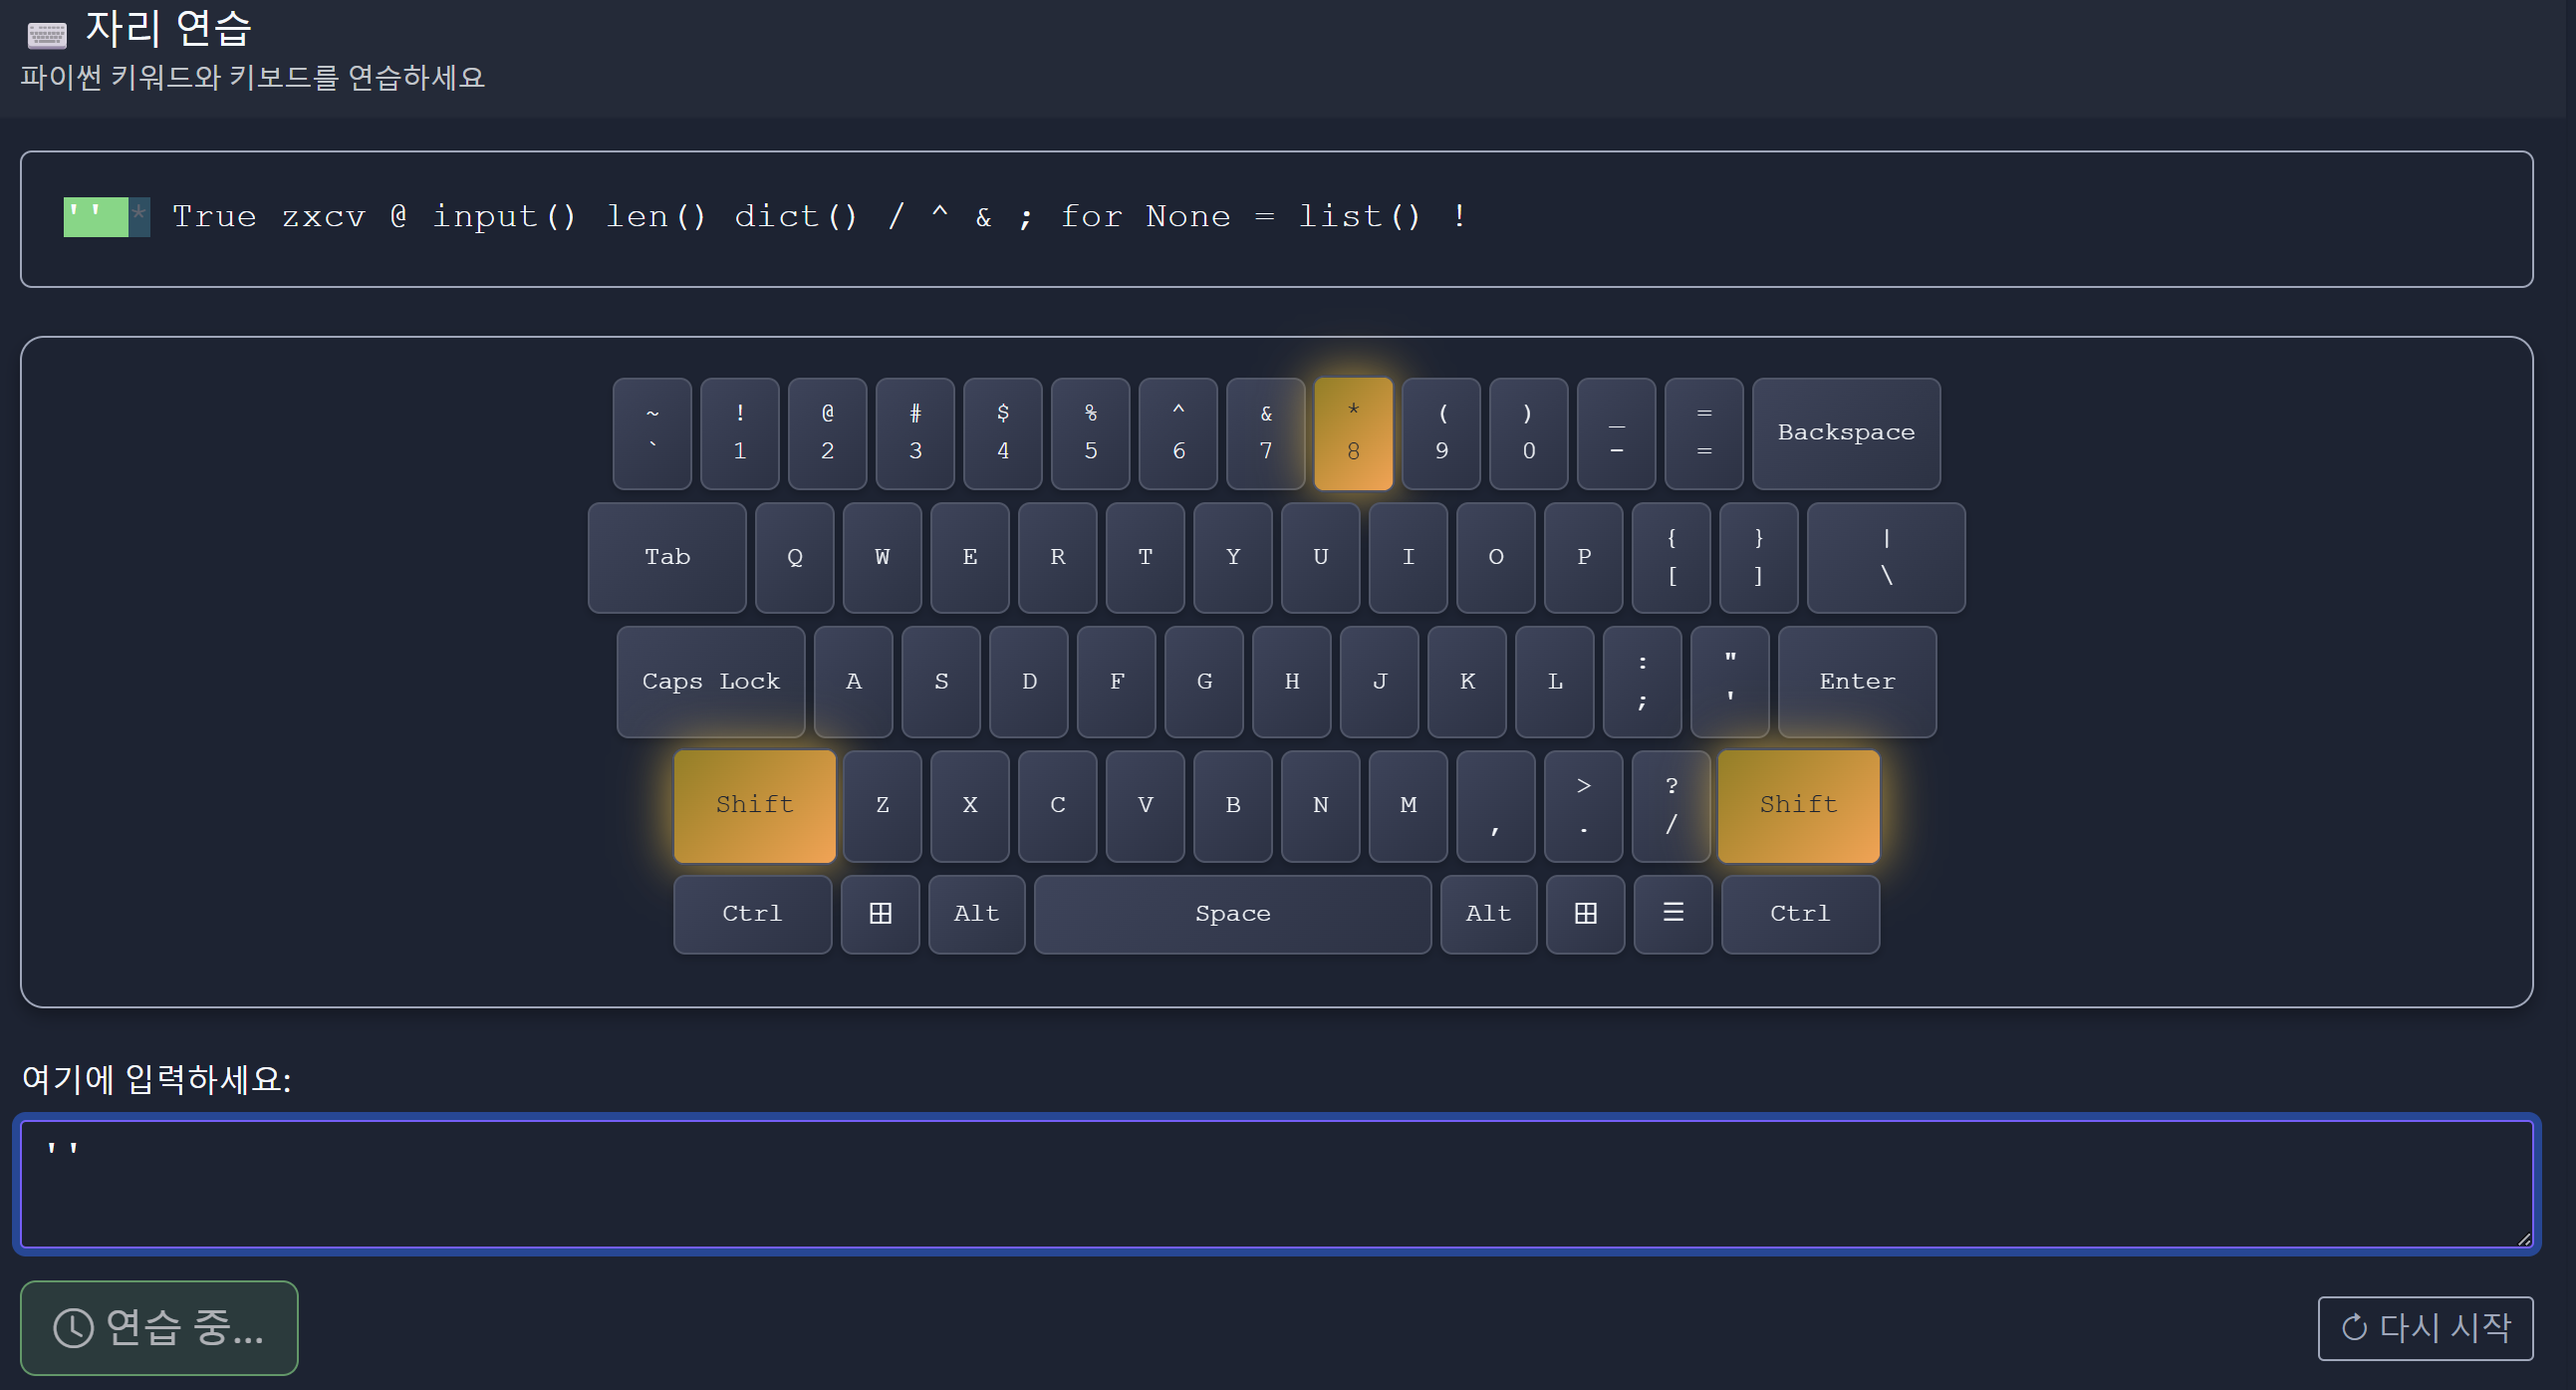 자리 연습
파이썬 키워드와 키보드를 연습하세요
'' * True zxcv @ input() len() dict() / ^ & ; for None = list() !
~ ! @ # $ % ^ & * ( ) _ = Backspace
` 1 2 3 4 5 6 7 8 9 0 - =
Tab Q W E R T Y U I O P { } |
[ ] \
Caps Lock A S D F G H J K L : " Enter
; '
Shift Z X C V B N M , > ? Shift
. /
Ctrl Alt Space Alt Ctrl
여기에 입력하세요:
''
연습 중...
다시 시작